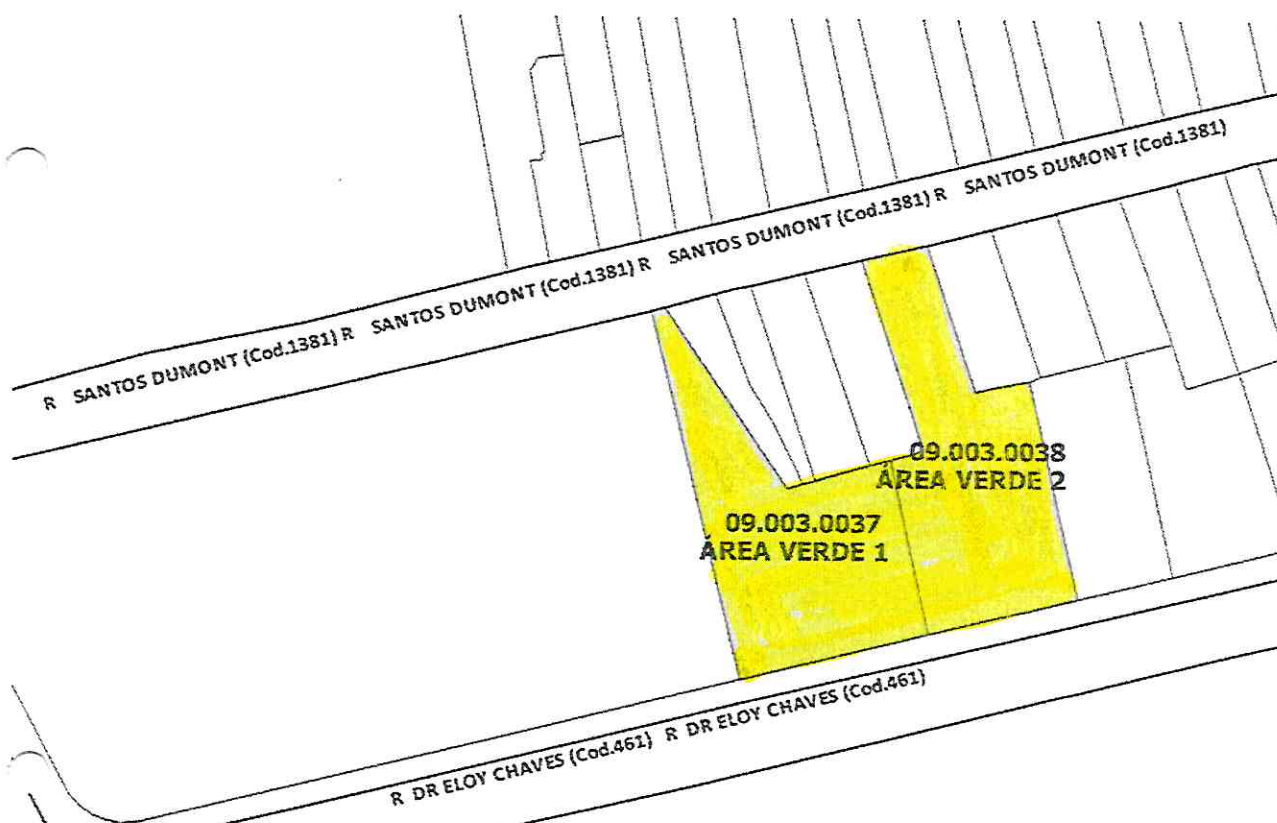 R SANTOS DUMONT (Cod.1381) R SANTOS DUMONT (Cod.1381) R SANTOS DUMONT (Cod.1381) R SANTOS DUMONT (Cod.1381)
09.003.0038
ÁREA VERDE 2
09.003.0037
ÁREA VERDE 1
R DR ELOY CHAVES (Cod.461) R DR ELOY CHAVES (Cod.461)